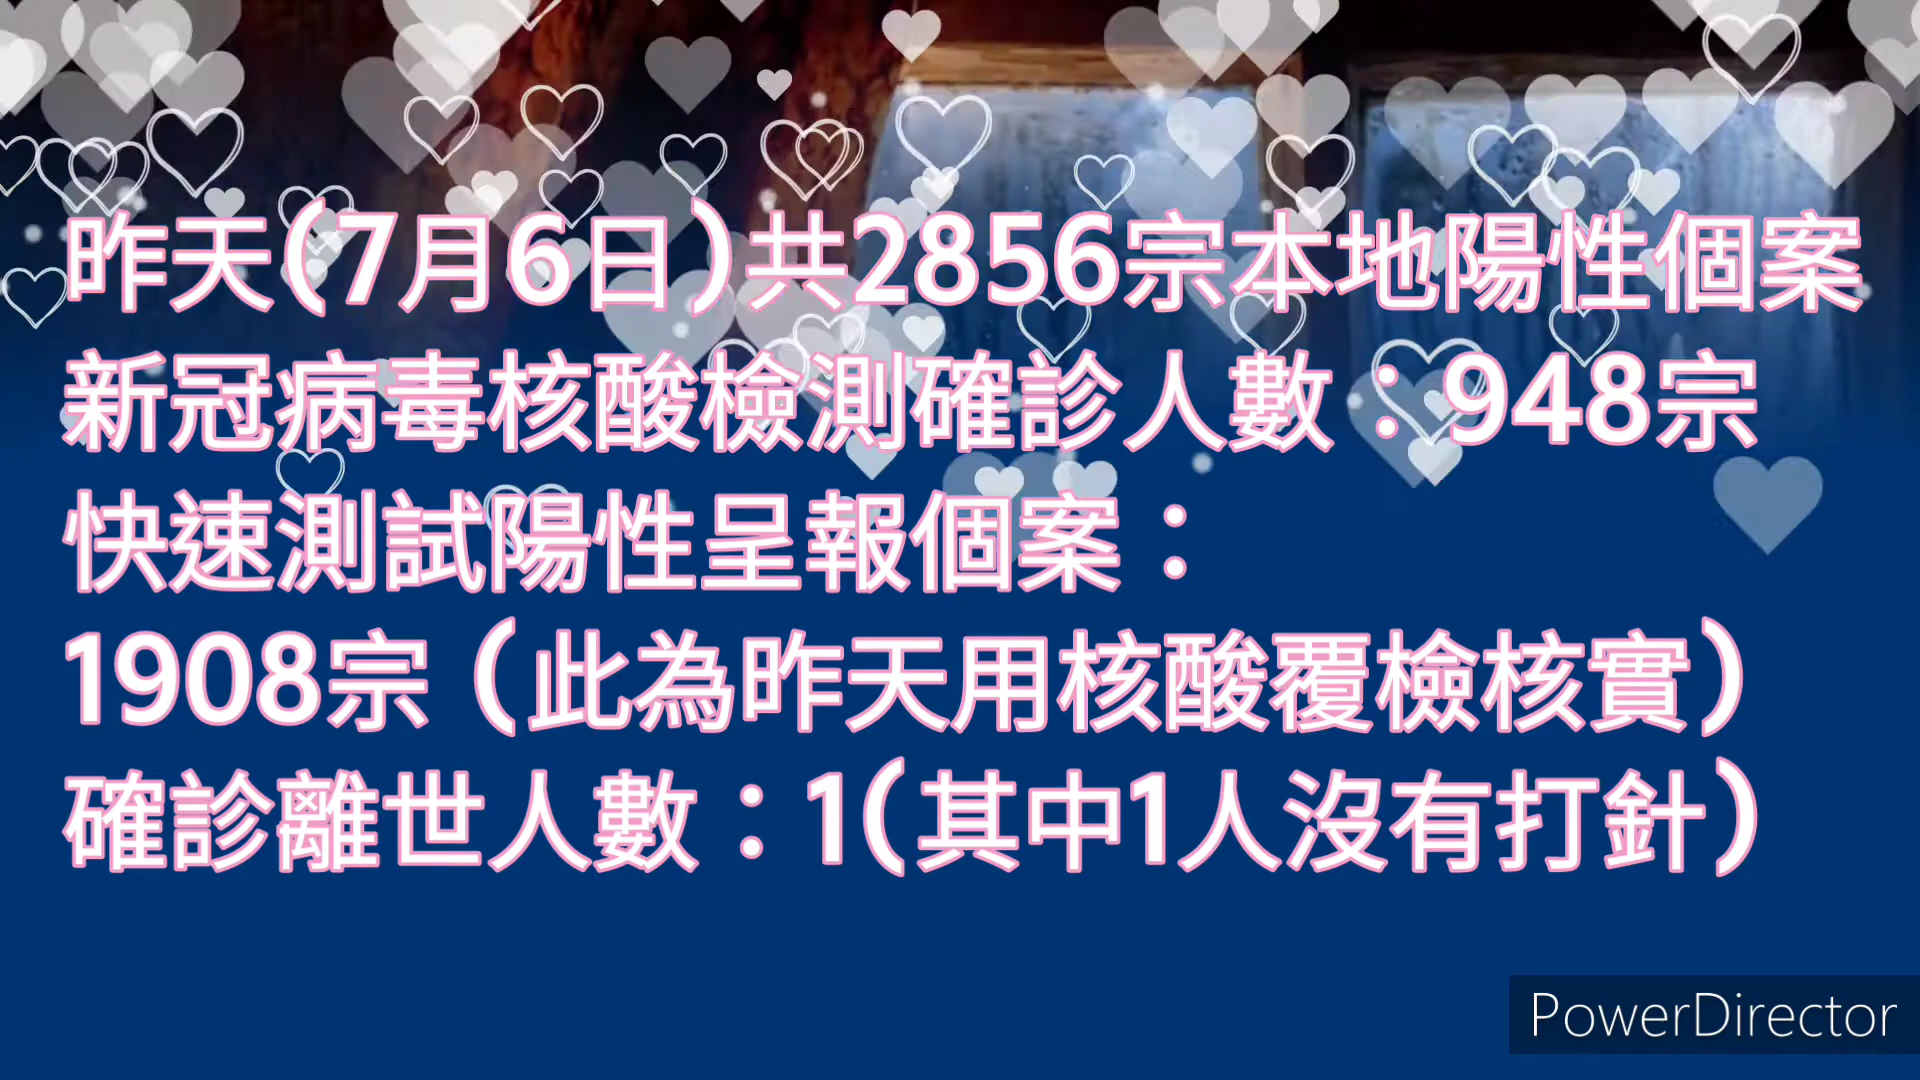 昨天(7月6日)共2856宗本地陽性個案
新冠病毒核酸檢測確診人數：948宗
快速測試陽性呈報個案：
1908宗（此為昨天用核酸覆檢核實）
確診離世人數：1(其中1人沒有打針)
PowerDirector